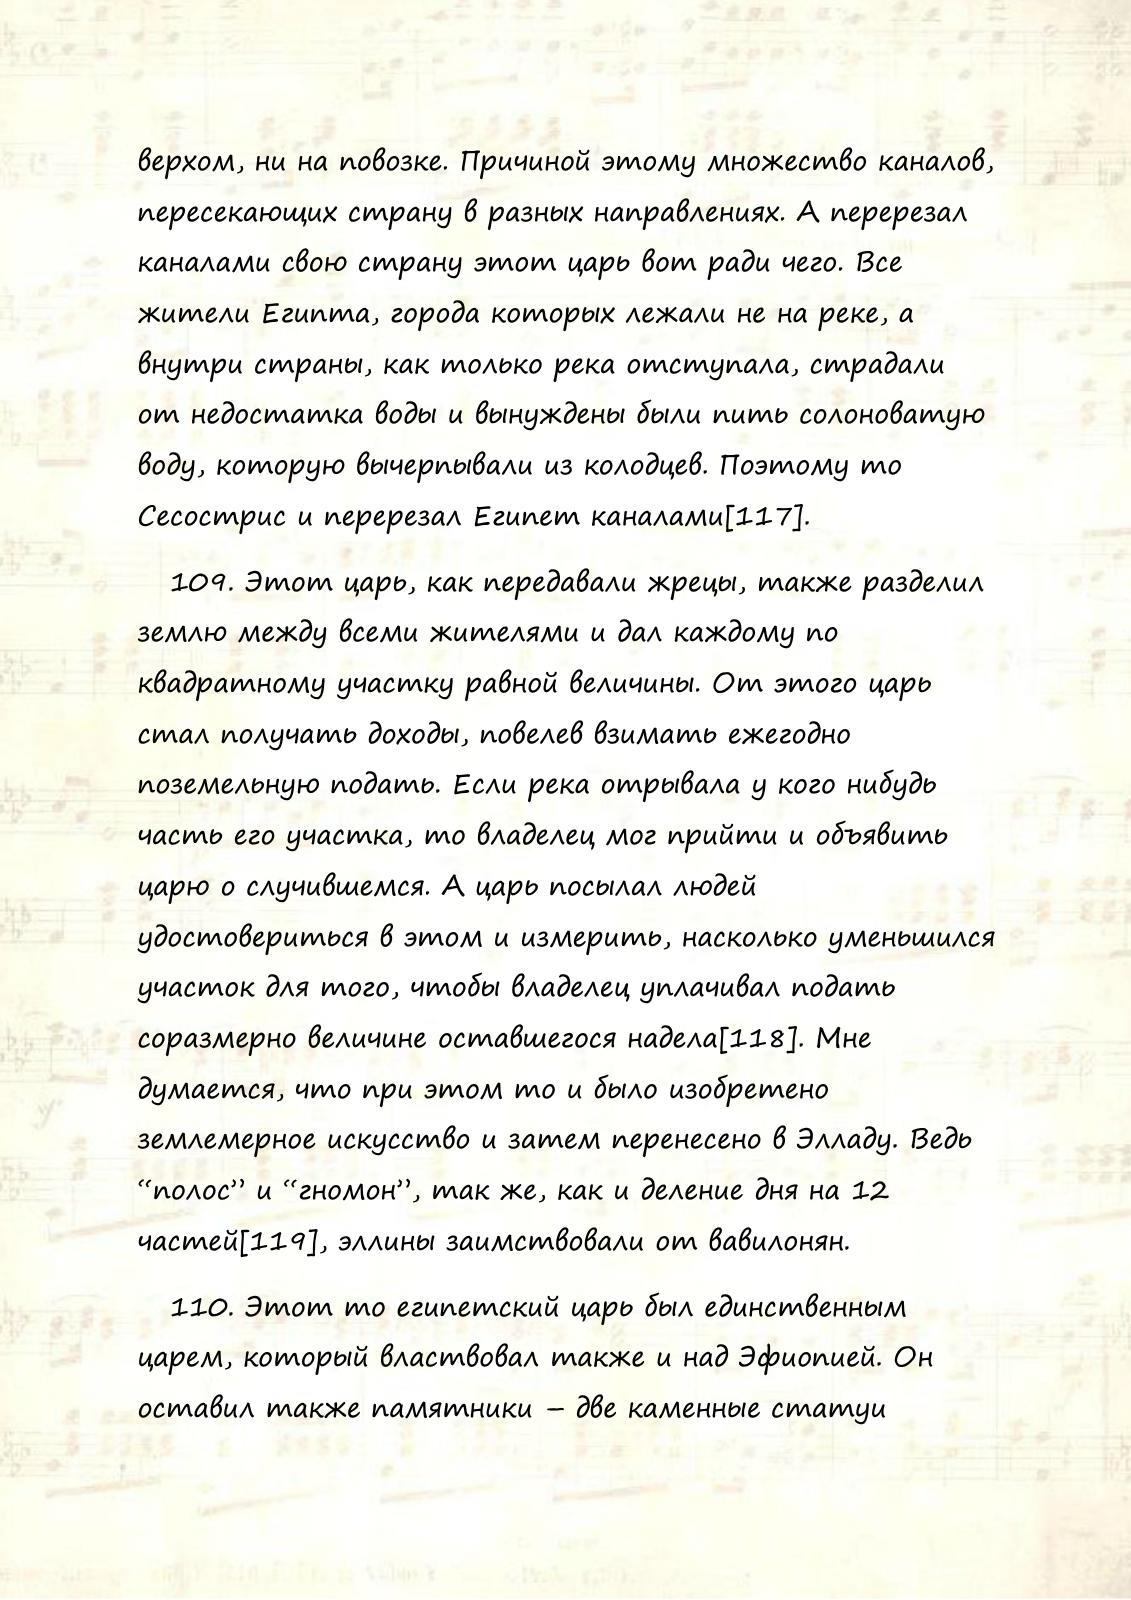 верхом, ни на повозке. Причиной этому множество каналов,
пересекающих страну в разных направлениях. А перерезал
каналами свою страну этот царь вот ради чего. Все
жители Египта, города которых лежали не на реке, а
внутри страны, как только река отступала, страдали
от недостатка воды и вынуждены были пить солоноватую
воду, которую вычерпывали из колодцев. Поэтому то
Сесострис и перерезал Египет каналами[117].
109. Этот царь, как передавали жрецы, также разделил
землю между всеми жителями и дал каждому по
квадратному участку равной величины. От этого царь
стал получать доходы, повелев взимать ежегодно
поземельную подать. Если река отрывала у кого нибудь
часть его участка, то владелец мог прийти и объявить
царю о случившемся. А царь посылал людей
удостовериться в этом и измерить, насколько уменьшился
участок для того, чтобы владелец уплачивал подать
соразмерно величине оставшегося надела[118]. Мне
думается, что при этом то и было изобретено
землемерное искусство и затем перенесено в Элладу. Ведь
“полос” и “гномон”, так же, как и деление дня на 12
частей[119], эллины заимствовали от вавилонян.
110. Этот то египетский царь был единственным
царем, который властвовал также и над Эфиопией. Он
оставил также памятники – две каменные статуи